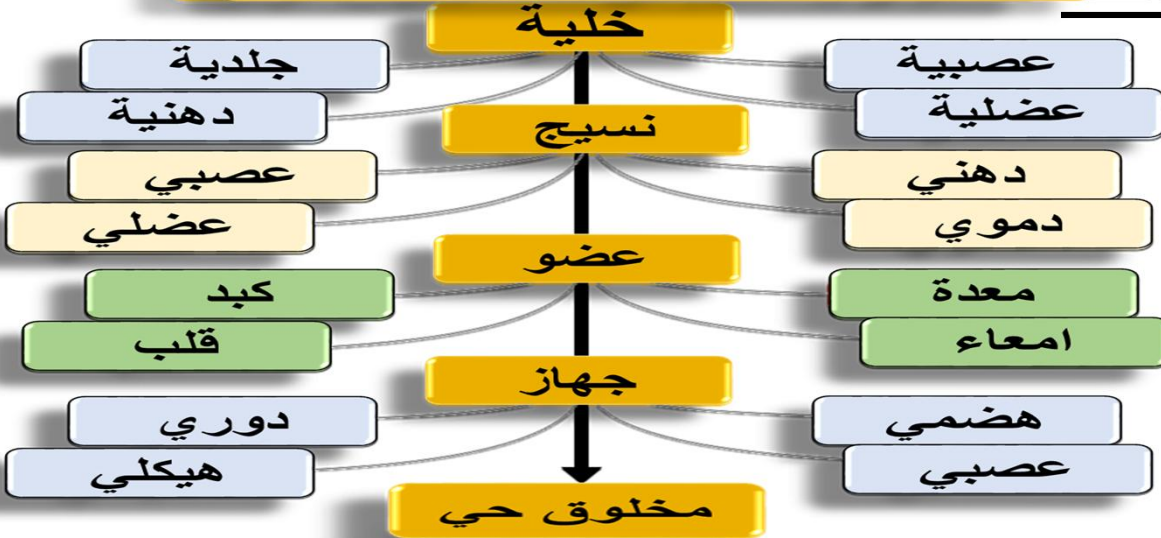 خلية
عصبية
جلدية
عضلية
دهنية
نسيج
دهني
عصبي
دموي
عضلي
عضو
معدة
كبد
امعاء
قلب
جهاز
هضمي
دوري
عصبي
هيكلي
مخلوق حي